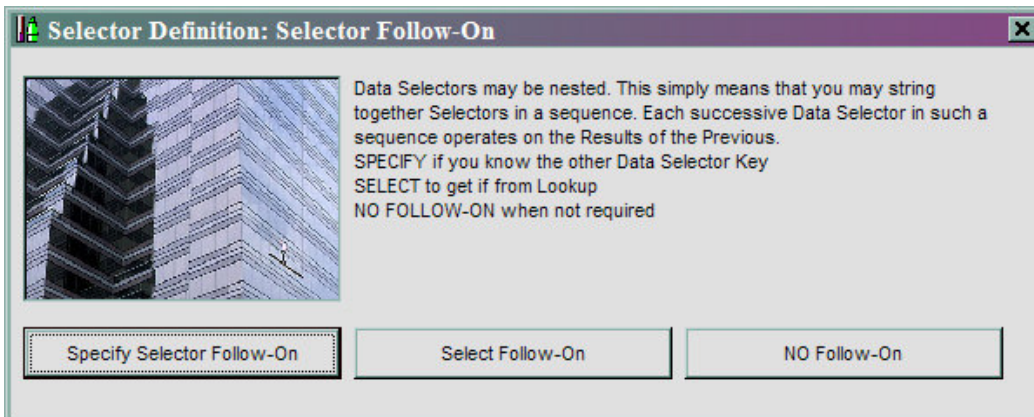 Selector Definition: Selector Follow-On
Data Selectors may be nested. This simply means that you may string
together Selectors in a sequence. Each successive Data Selector in such a
sequence operates on the Results of the Previous.
SPECIFY if you know the other Data Selector Key
SELECT to get if from Lookup
NO FOLLOW-ON when not required
Specify Selector Follow-On
Select Follow-On
NO Follow-On